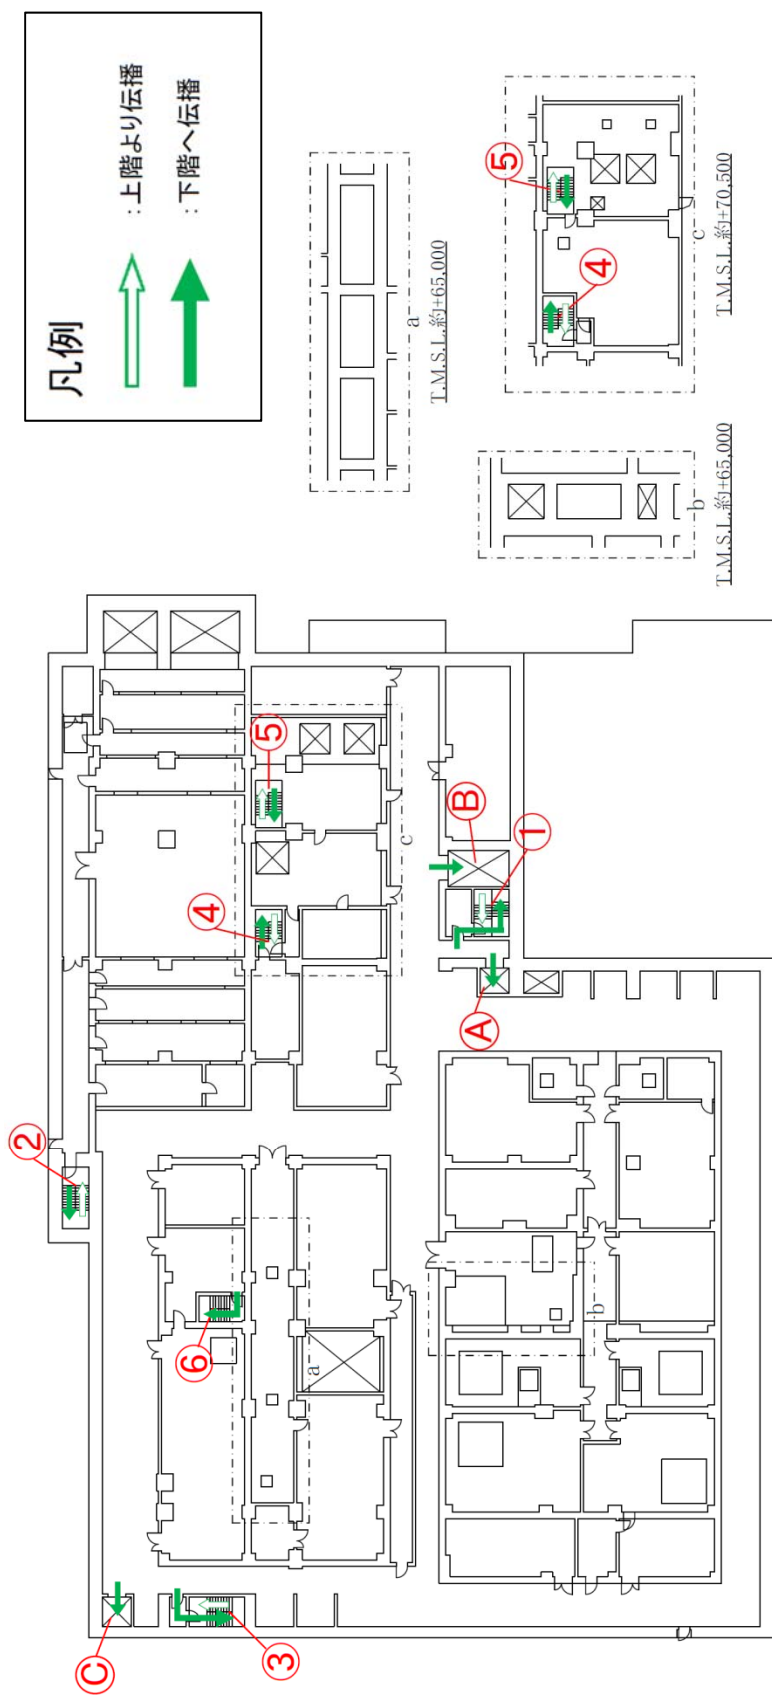 凡例
：上階より伝播
：下階へ伝播
a
T.M.S.L.約+65,000
⑤
④
c
T.M.S.L.約+70,500
b
T.M.S.L.約+65,000
⑤
④
c
B
①
A
②
⑥
a
b
C
③